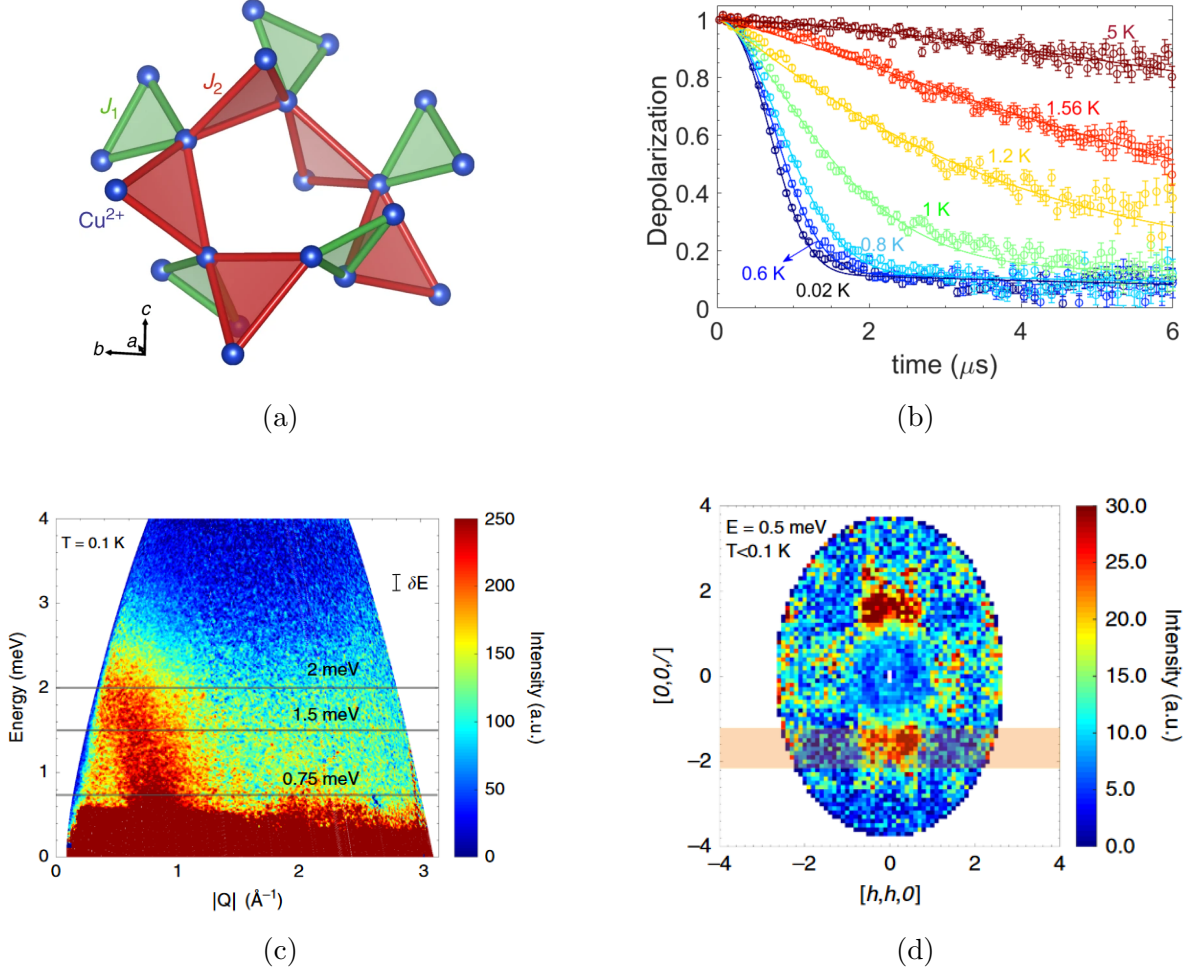 J1
J2
Cu2+
c
b
a
(a)
Depolarization
1
0.8
0.6
0.4
0.2
0
5 K
1.56 K
1.2 K
1 K
0.8 K
0.6 K
0.02 K
0 2 4 6
time (μs)
(b)
Energy (meV)
4
3
2
1
0
T = 0.1 K
δE
2 meV
1.5 meV
0.75 meV
0 1 2 3
|Q| (Å−1)
250
200
150
100
50
0
Intensity (a.u.)
(c)
[0,0,l]
4
2
0
−2
−4
E = 0.5 meV
T<0.1 K
−4 −2 0 2 4
[h,h,0]
30.0
25.0
20.0
15.0
10.0
5.0
0.0
Intensity (a.u.)
(d)